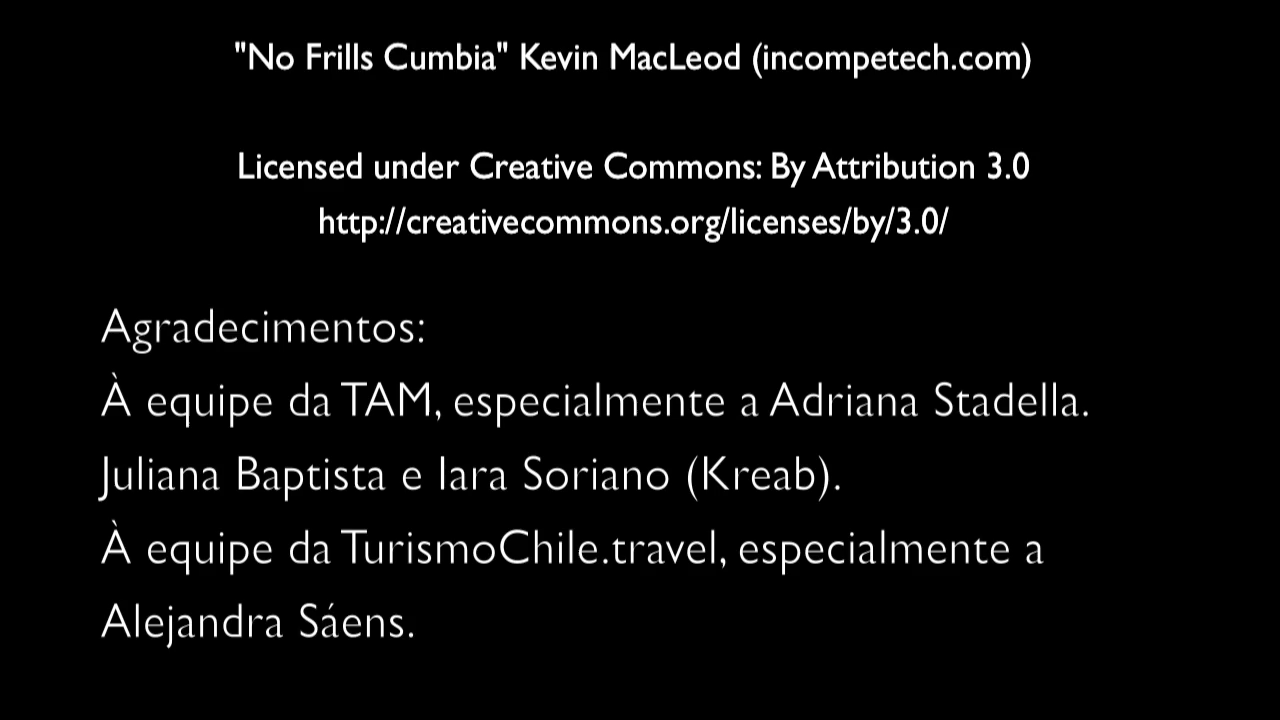 "No Frills Cumbia" Kevin MacLeod (incompetech.com)
Licensed under Creative Commons: By Attribution 3.0
http://creativecommons.org/licenses/by/3.0/
Agradecimentos:
À equipe da TAM, especialmente a Adriana Stadella.
Juliana Baptista e Iara Soriano (Kreab).
À equipe da TurismoChile.travel, especialmente a
Alejandra Sáens.